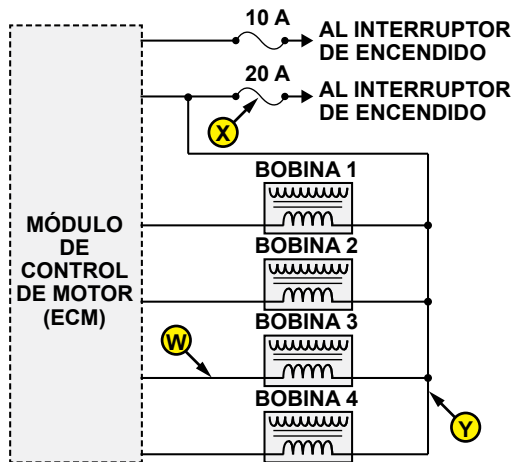 10 A
AL INTERRUPTOR
DE ENCENDIDO
20 A
AL INTERRUPTOR
DE ENCENDIDO
X
BOBINA 1
MÓDULO
DE
CONTROL
DE MOTOR
(ECM)
BOBINA 2
W
BOBINA 3
BOBINA 4
Y